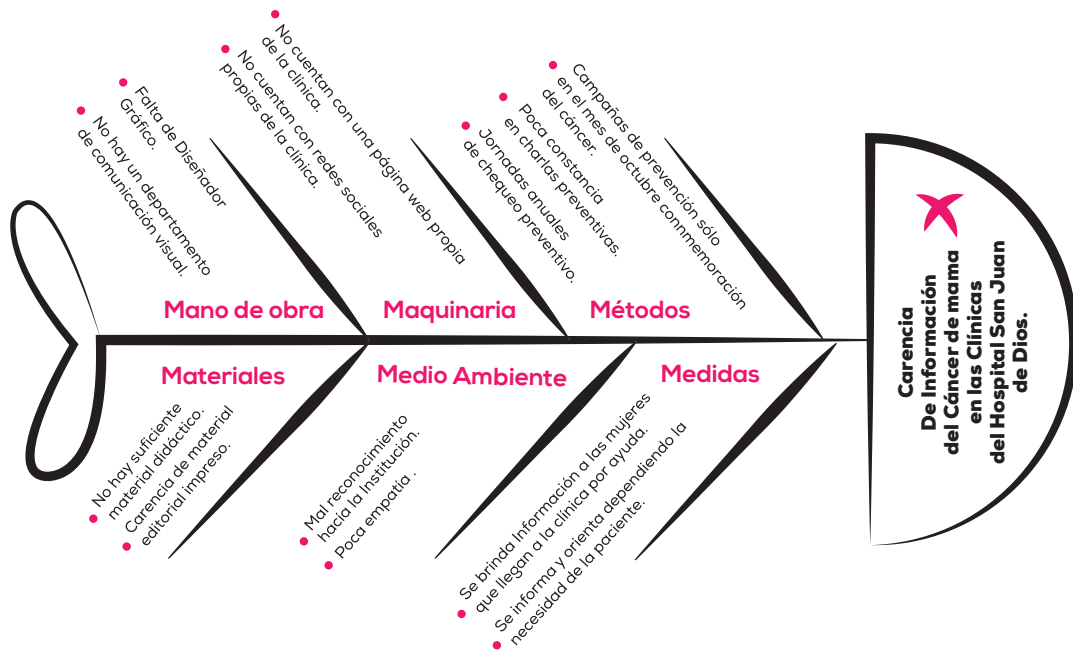 Falta de Diseñador
Gráfico.
No hay un departamento
de comunicación visual.
Mano de obra
No cuentan con una página web propia
de la clínica.
No cuentan con redes sociales
propias de la clínica.
Maquinaria
Campañas de prevención sólo
en el mes de octubre connmemoración
del cáncer.
Poca constancia
en charlas preventivas.
Jornadas anuales
de chequeo preventivo.
Métodos
Materiales
No hay suficiente
material didáctico.
Carencia de material
editorial impreso.
Medio Ambiente
Mal reconocimiento
hacia la Institución.
Poca empatía .
Medidas
Se brinda Información a las mujeres
que llegan a la clínica por ayuda.
Se informa y orienta dependiendo la
necesidad de la paciente.
Carencia
De Información
del Cáncer de mama
en las Clínicas
del Hospital San Juan
de Dios.